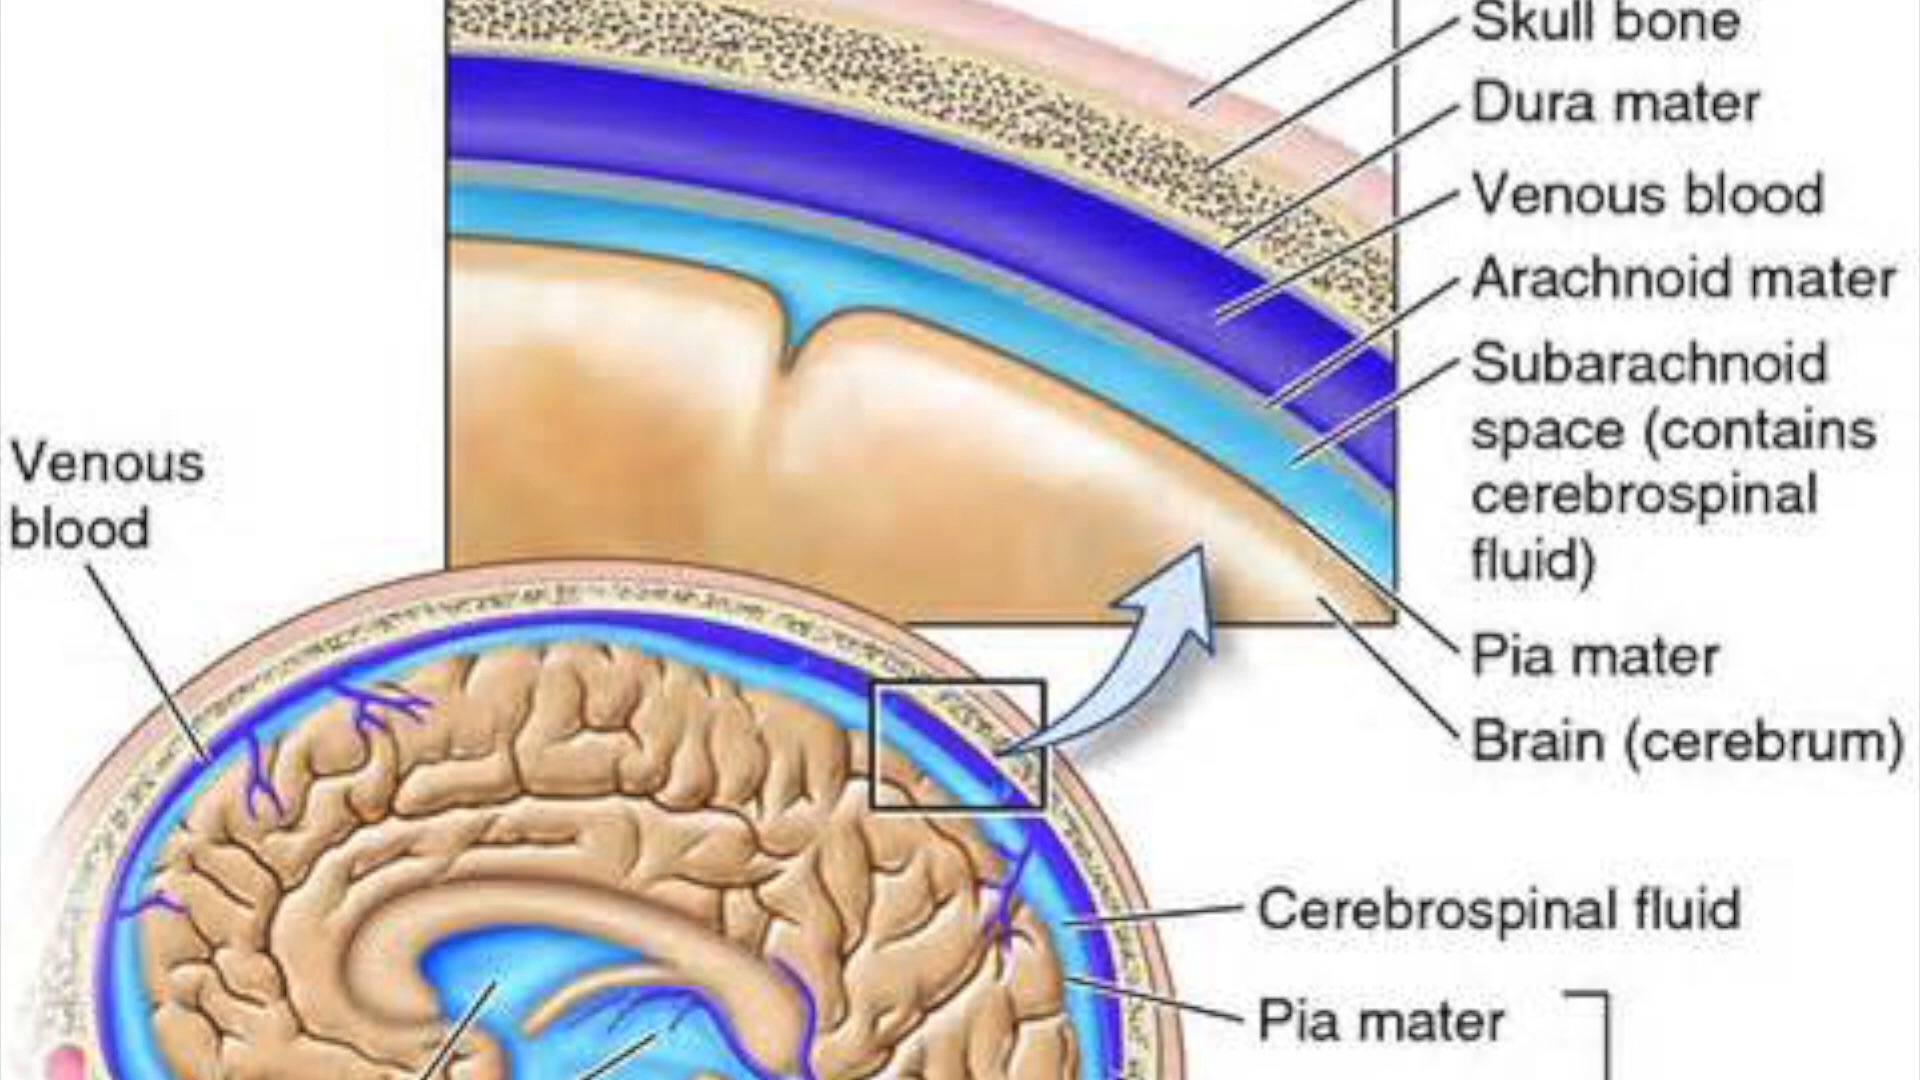 Skull bone
Dura mater
Venous blood
Arachnoid mater
Subarachnoid
space (contains
cerebrospinal
fluid)
Venous
blood
Pia mater
Brain (cerebrum)
Cerebrospinal fluid
Pia mater